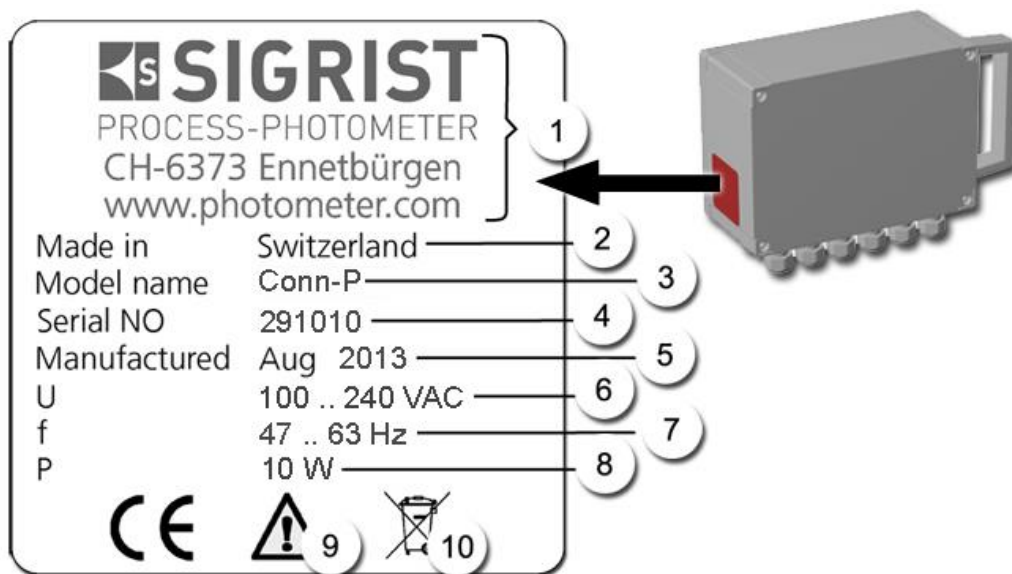 SIGRIST
PROCESS-PHOTOMETER
CH-6373 Ennetbürgen
www.photometer.com
1
Made in Switzerland 2
Model name Conn-P 3
Serial NO 291010 4
Manufactured Aug 2013 5
U 100 .. 240 VAC 6
f 47 .. 63 Hz 7
P 10 W 8
CE 9 10